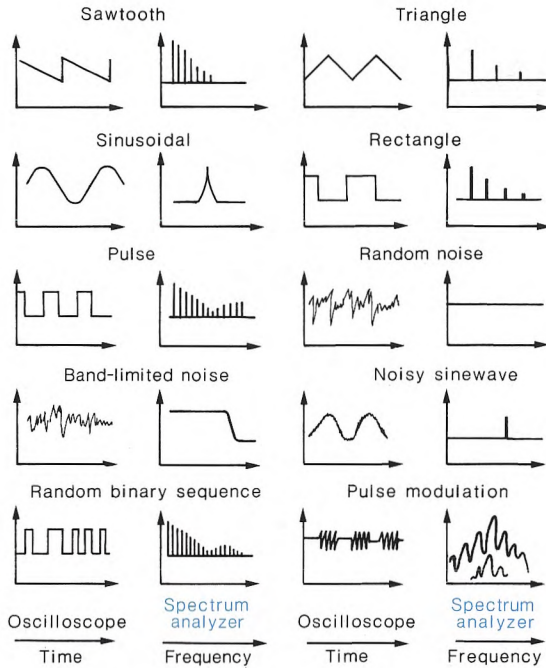 Sawtooth
Triangle
Sinusoidal
Rectangle
Pulse
Random noise
Band-limited noise
Noisy sinewave
Random binary sequence
Pulse modulation
Oscilloscope
Spectrum
analyzer
Oscilloscope
Spectrum
analyzer
Time
Frequency
Time
Frequency